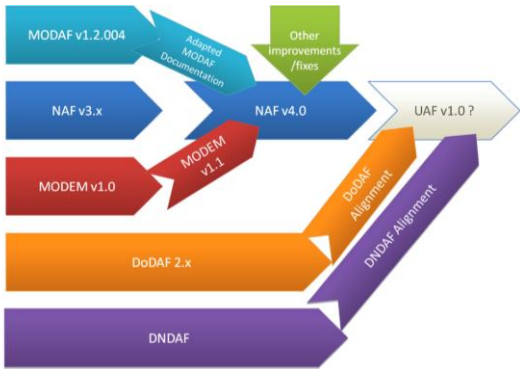 MODAF v1.2.004
Adapted
MODAF
Documentation
Other
improvements
/fixes
NAF v3.x
NAF v4.0
UAF v1.0 ?
MODEM v1.0
MODEM
v1.1
DoDAF 2.x
DoDAF
Alignment
DNDAF
DNDAF Alignment